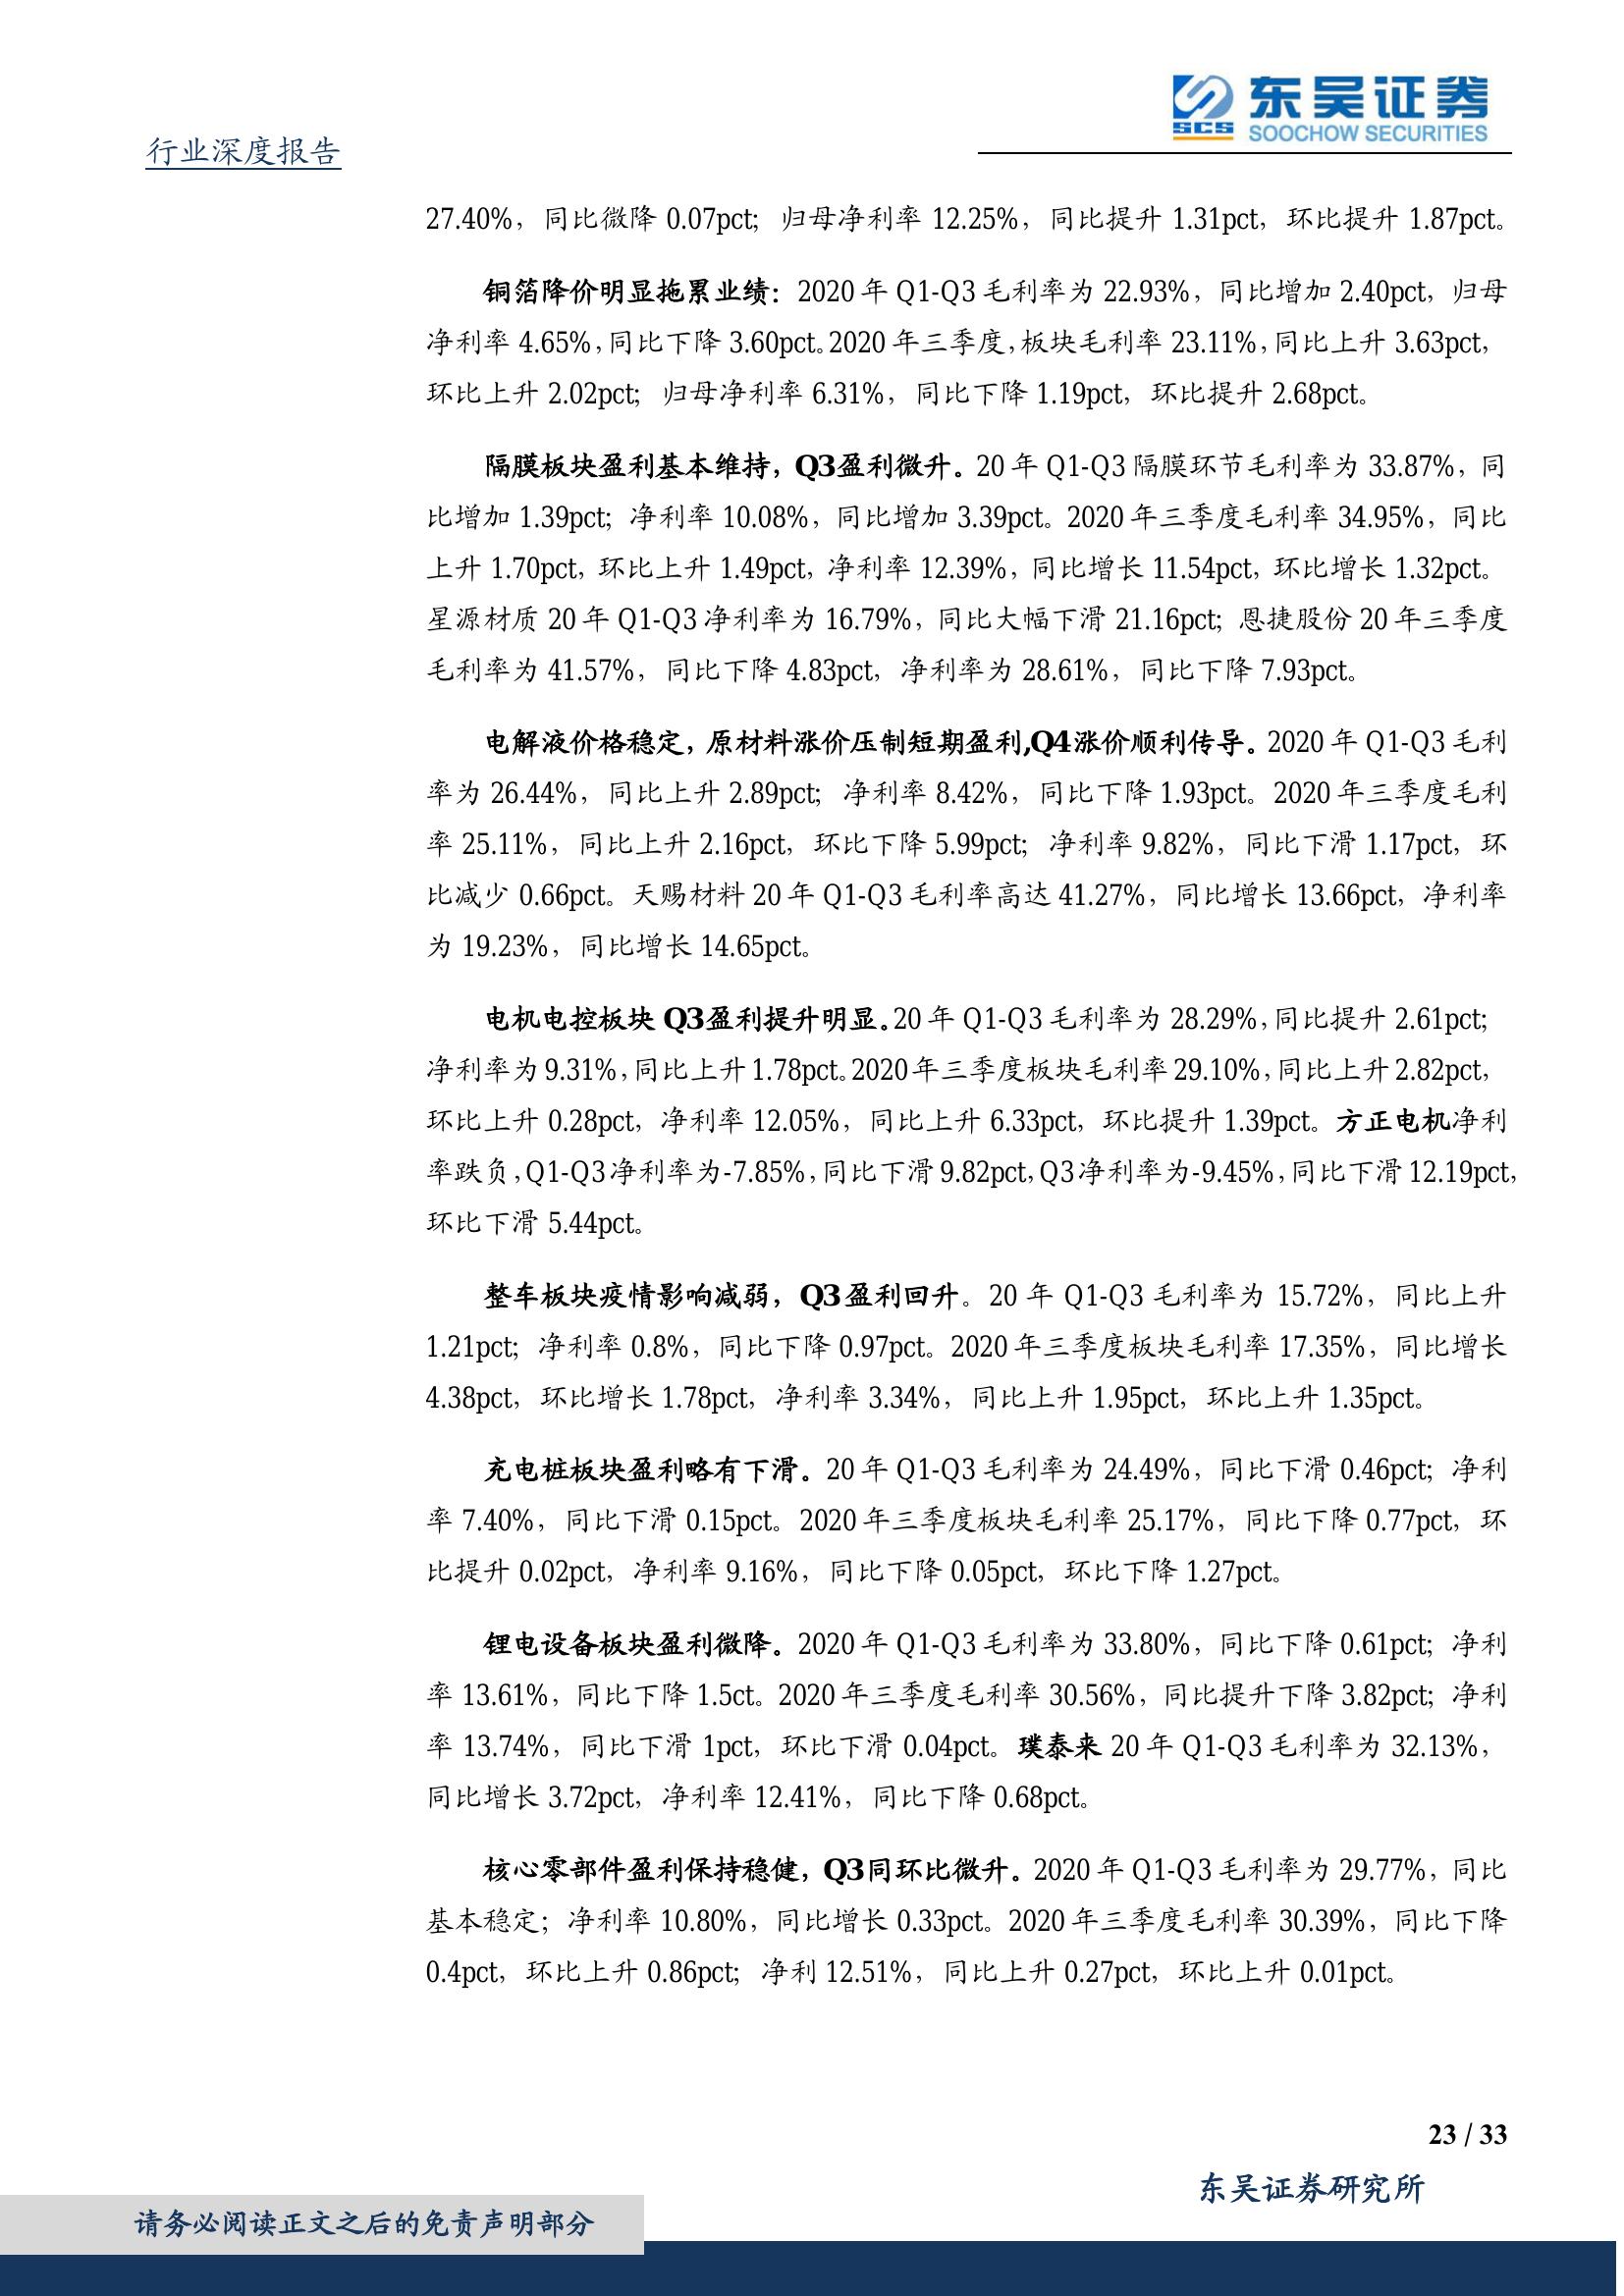 东吴证券
SCS
SOOCHOW SECURITIES
行业深度报告
27.40%，同比微降 0.07pct；归母净利率 12.25%，同比提升 1.31pct，环比提升 1.87pct。
铜箔降价明显拖累业绩：2020 年 Q1-Q3 毛利率为 22.93%，同比增加 2.40pct，归母
净利率 4.65%，同比下降 3.60pct。2020 年三季度，板块毛利率 23.11%，同比上升 3.63pct，
环比上升 2.02pct；归母净利率 6.31%，同比下降 1.19pct，环比提升 2.68pct。
隔膜板块盈利基本维持，Q3 盈利微升。20 年 Q1-Q3 隔膜环节毛利率为 33.87%，同
比增加 1.39pct；净利率 10.08%，同比增加 3.39pct。2020 年三季度毛利率 34.95%，同比
上升 1.70pct，环比上升 1.49pct，净利率 12.39%，同比增长 11.54pct，环比增长 1.32pct。
星源材质 20 年 Q1-Q3 净利率为 16.79%，同比大幅下滑 21.16pct；恩捷股份 20 年三季度
毛利率为 41.57%，同比下降 4.83pct，净利率为 28.61%，同比下降 7.93pct。
电解液价格稳定，原材料涨价压制短期盈利,Q4 涨价顺利传导。2020 年 Q1-Q3 毛利
率为 26.44%，同比上升 2.89pct；净利率 8.42%，同比下降 1.93pct。2020 年三季度毛利
率 25.11%，同比上升 2.16pct，环比下降 5.99pct；净利率 9.82%，同比下滑 1.17pct，环
比减少 0.66pct。天赐材料 20 年 Q1-Q3 毛利率高达 41.27%，同比增长 13.66pct，净利率
为 19.23%，同比增长 14.65pct。
电机电控板块 Q3 盈利提升明显。20 年 Q1-Q3 毛利率为 28.29%，同比提升 2.61pct；
净利率为 9.31%，同比上升 1.78pct。2020 年三季度板块毛利率 29.10%，同比上升 2.82pct，
环比上升 0.28pct，净利率 12.05%，同比上升 6.33pct，环比提升 1.39pct。方正电机净利
率跌负，Q1-Q3 净利率为-7.85%，同比下滑 9.82pct，Q3 净利率为-9.45%，同比下滑 12.19pct，
环比下滑 5.44pct。
整车板块疫情影响减弱，Q3 盈利回升。20 年 Q1-Q3 毛利率为 15.72%，同比上升
1.21pct；净利率 0.8%，同比下降 0.97pct。2020 年三季度板块毛利率 17.35%，同比增长
4.38pct，环比增长 1.78pct，净利率 3.34%，同比上升 1.95pct，环比上升 1.35pct。
充电桩板块盈利略有下滑。20 年 Q1-Q3 毛利率为 24.49%，同比下滑 0.46pct；净利
率 7.40%，同比下滑 0.15pct。2020 年三季度板块毛利率 25.17%，同比下降 0.77pct，环
比提升 0.02pct，净利率 9.16%，同比下降 0.05pct，环比下降 1.27pct。
锂电设备板块盈利微降。2020 年 Q1-Q3 毛利率为 33.80%，同比下降 0.61pct；净利
率 13.61%，同比下降 1.5ct。2020 年三季度毛利率 30.56%，同比提升下降 3.82pct；净利
率 13.74%，同比下滑 1pct，环比下滑 0.04pct。璞泰来 20 年 Q1-Q3 毛利率为 32.13%，
同比增长 3.72pct，净利率 12.41%，同比下降 0.68pct。
核心零部件盈利保持稳健，Q3 同环比微升。2020 年 Q1-Q3 毛利率为 29.77%，同比
基本稳定；净利率 10.80%，同比增长 0.33pct。2020 年三季度毛利率 30.39%，同比下降
0.4pct，环比上升 0.86pct；净利 12.51%，同比上升 0.27pct，环比上升 0.01pct。
23 / 33
东吴证券研究所
请务必阅读正文之后的免责声明部分